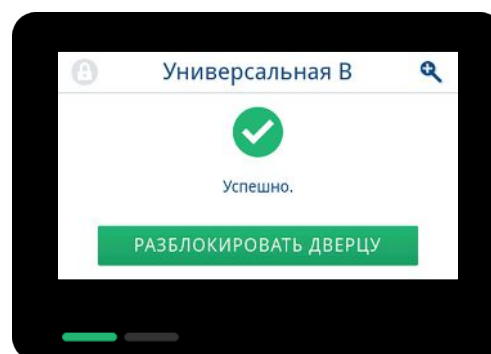 Универсальная В
Успешно.
РАЗБЛОКИРОВАТЬ ДВЕРЦУ